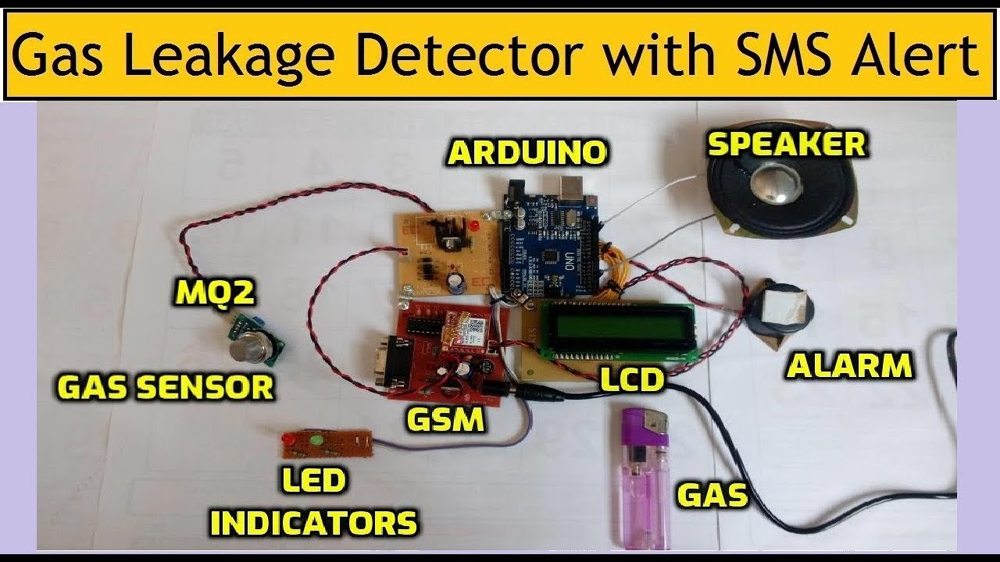 Gas Leakage Detector with SMS Alert
ARDUINO
SPEAKER
UNO
MQ2
GAS SENSOR
LCD
ALARM
GSM
LED
INDICATORS
GAS